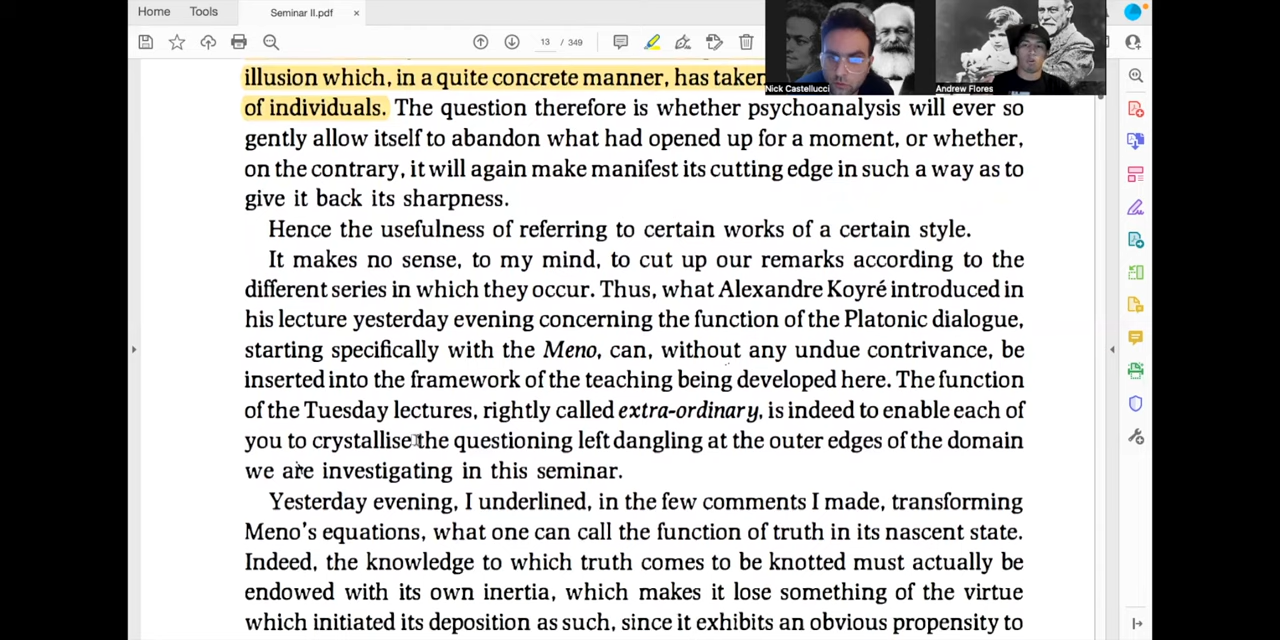 Home Tools Seminar II.pdf ×
13 / 349
Nick Castellucci Andrew Flores
illusion which, in a quite concrete manner, has taken
of individuals. The question therefore is whether psychoanalysis will ever so
gently allow itself to abandon what had opened up for a moment, or whether,
on the contrary, it will again make manifest its cutting edge in such a way as to
give it back its sharpness.
Hence the usefulness of referring to certain works of a certain style.
It makes no sense, to my mind, to cut up our remarks according to the
different series in which they occur. Thus, what Alexandre Koyré introduced in
his lecture yesterday evening concerning the function of the Platonic dialogue,
starting specifically with the Meno, can, without any undue contrivance, be
inserted into the framework of the teaching being developed here. The function
of the Tuesday lectures, rightly called extra-ordinary, is indeed to enable each of
you to crystallise the questioning left dangling at the outer edges of the domain
we are investigating in this seminar.
Yesterday evening, I underlined, in the few comments I made, transforming
Meno's equations, what one can call the function of truth in its nascent state.
Indeed, the knowledge to which truth comes to be knotted must actually be
endowed with its own inertia, which makes it lose something of the virtue
which initiated its deposition as such, since it exhibits an obvious propensity to